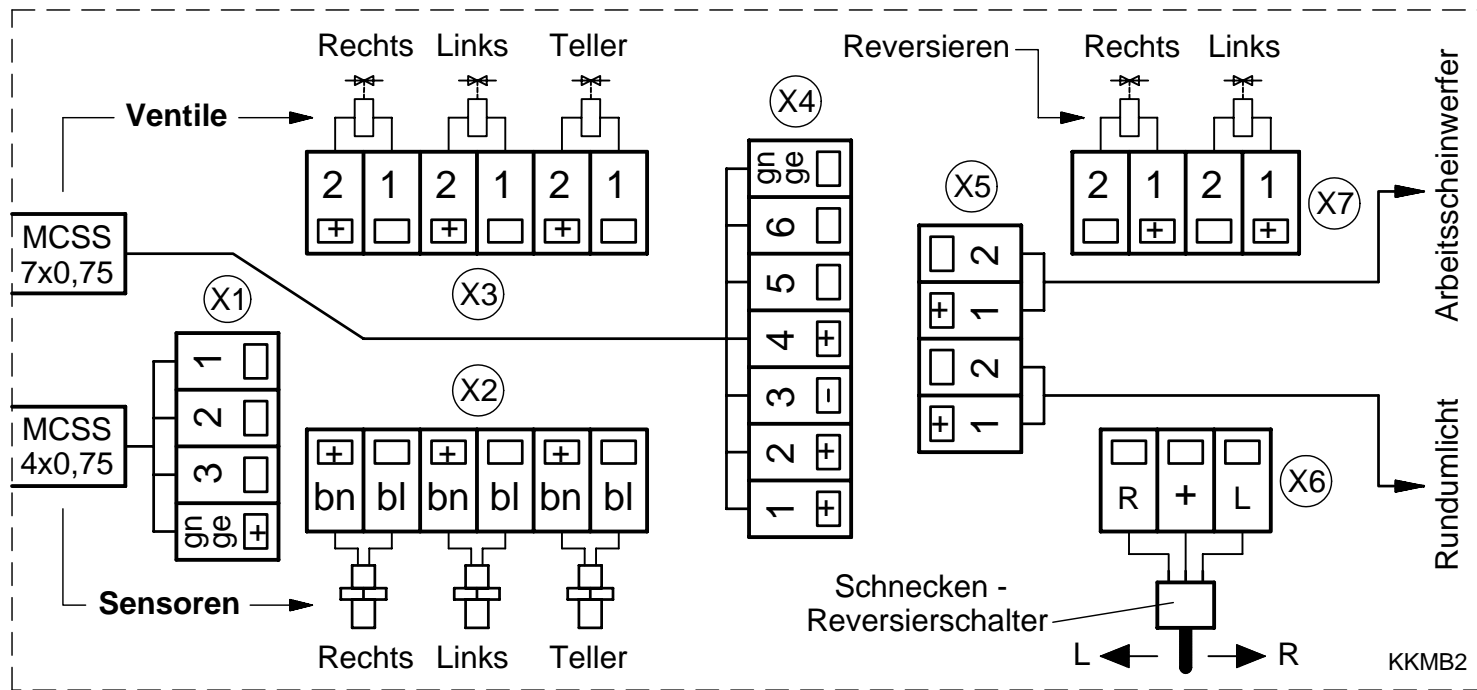 Rechts Links Teller
Ventile
2 1 2 1 2 1
+ + +
X3
MCSS
7x0,75
X1
1
2
3
gn
ge +
MCSS
4x0,75
X2
+ + +
bn bl bn bl bn bl
Sensoren
Rechts Links Teller
X4
gn
ge
6
5
4 +
3 -
2 +
1 +
X5
2
1 +
2
1 +
Reversieren
Rechts Links
2 1 2 1
+ +
X7
Arbeitsscheinwerfer
Rundumlicht
R + L
X6
Schnecken -
Reversierschalter
L R
KKMB2